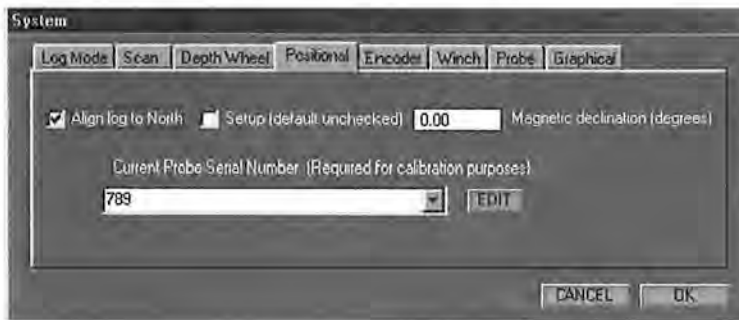 System
Log Mode Scan Depth Wheel Positional Encoder Winch Probe Graphical
Align log to North Setup (default unchecked) 0.00 Magnetic declination (degrees)
Current Probe Serial Number (Required for calibration purposes)
789 EDIT
CANCEL OK